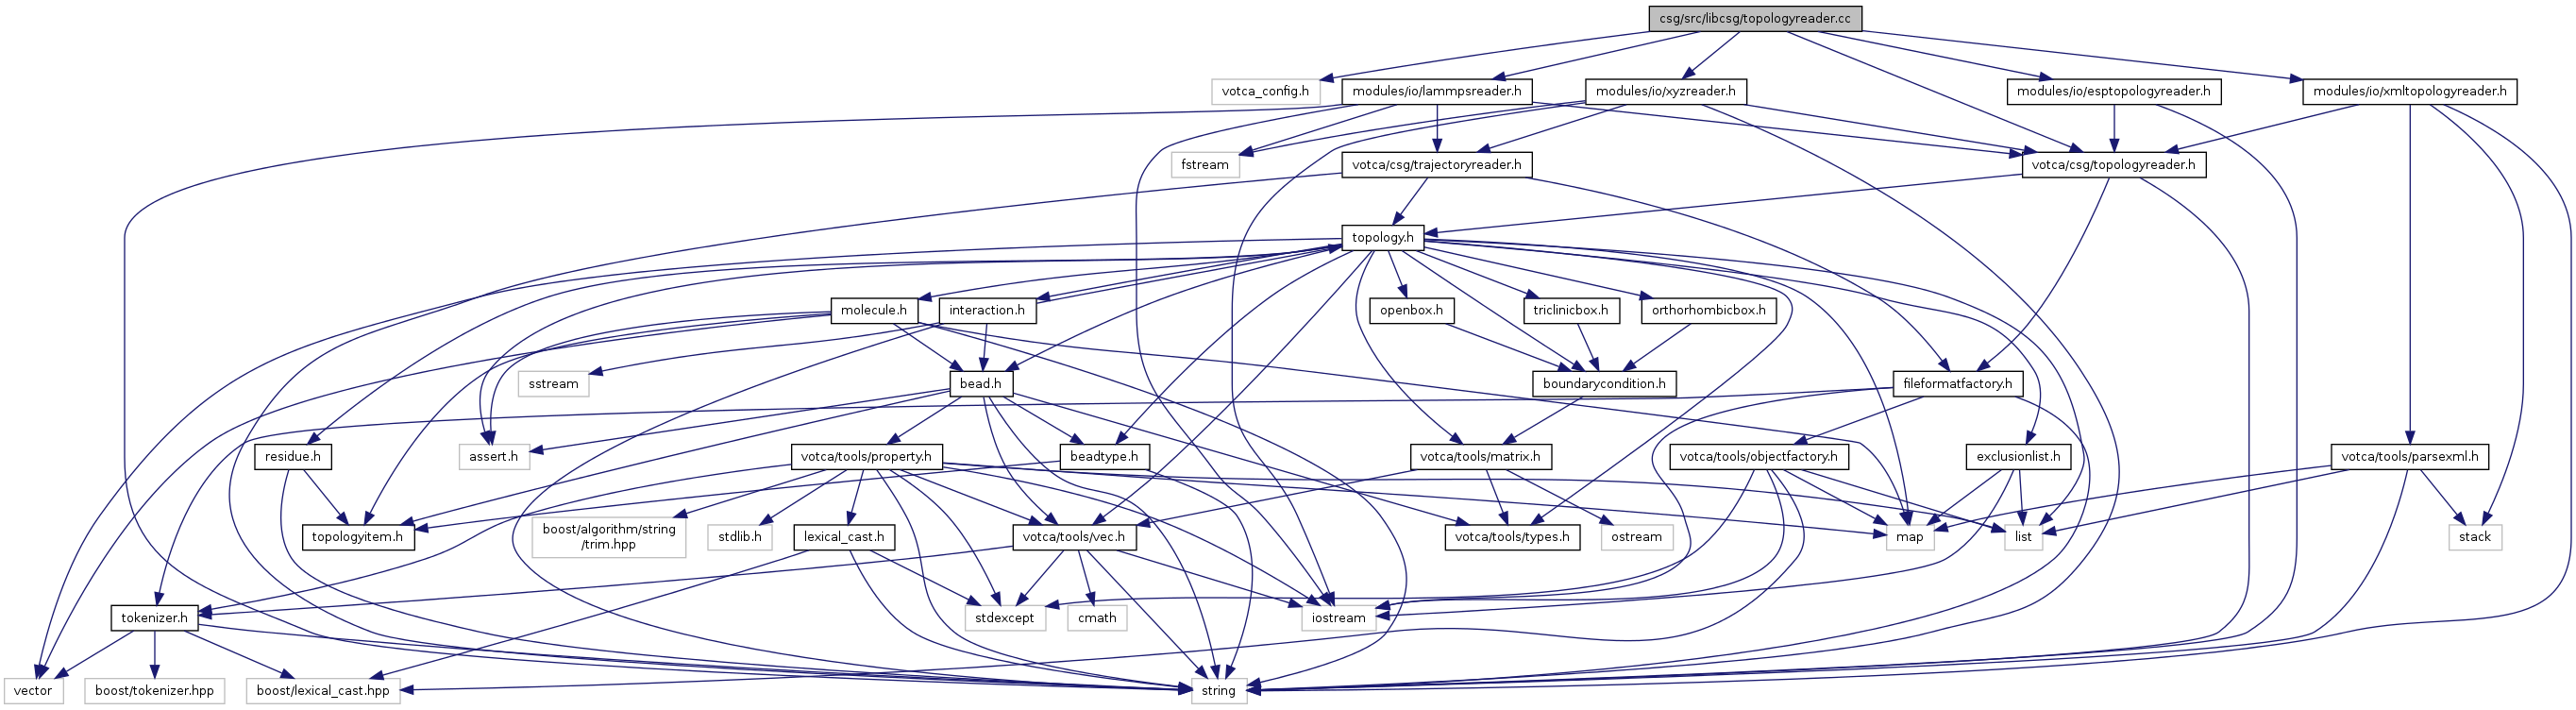 csg/src/libcsg/topologyreader.cc
votca_config.h
modules/io/lammpsreader.h
modules/io/xyzreader.h
modules/io/esptopologyreader.h
modules/io/xmltopologyreader.h
fstream
votca/csg/trajectoryreader.h
votca/csg/topologyreader.h
topology.h
molecule.h
interaction.h
openbox.h
triclinicbox.h
orthorhombicbox.h
sstream
bead.h
boundarycondition.h
fileformatfactory.h
residue.h
assert.h
votca/tools/property.h
beadtype.h
votca/tools/matrix.h
votca/tools/objectfactory.h
exclusionlist.h
votca/tools/parsexml.h
topologyitem.h
boost/algorithm/string
/trim.hpp
stdlib.h
lexical_cast.h
votca/tools/vec.h
votca/tools/types.h
ostream
map
list
stack
tokenizer.h
stdexcept
cmath
iostream
vector
boost/tokenizer.hpp
boost/lexical_cast.hpp
string